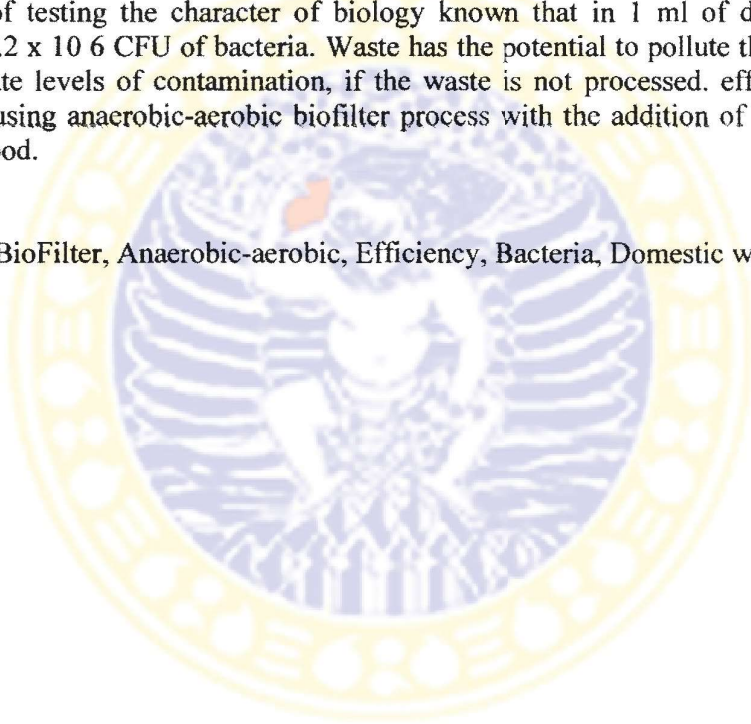 of testing the character of biology known that in 1 ml of d
.2 x 10 6 CFU of bacteria. Waste has the potential to pollute th
te levels of contamination, if the waste is not processed. eff
using anaerobic-aerobic biofilter process with the addition of
od.
BioFilter, Anaerobic-aerobic, Efficiency, Bacteria, Domestic w